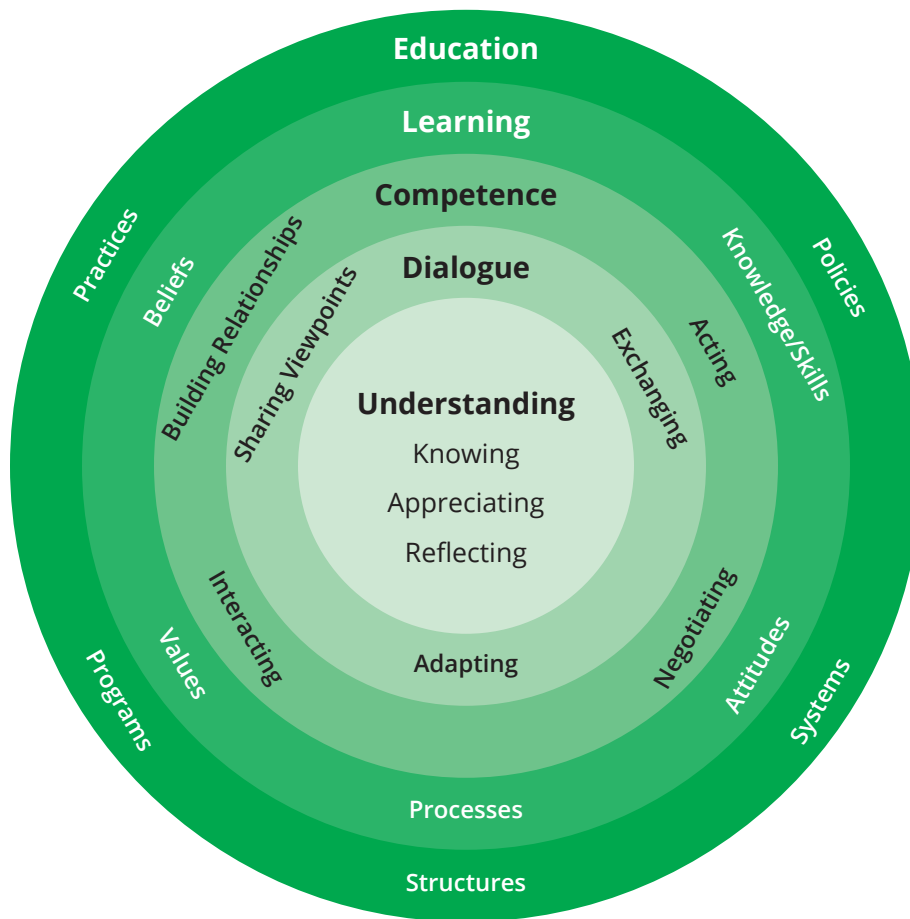 Education
Practices
Policies
Programs
Systems
Structures
Learning
Beliefs
Knowledge/Skills
Values
Attitudes
Processes
Competence
Building Relationships
Acting
Interacting
Negotiating
Dialogue
Sharing Viewpoints
Exchanging
Adapting
Understanding
Knowing
Appreciating
Reflecting